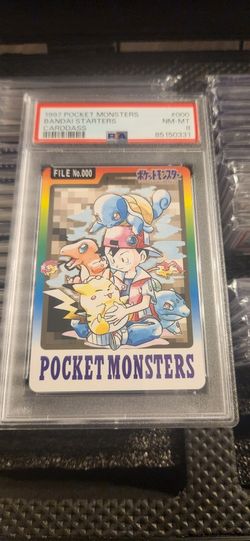 1997 POCKET MONSTERS #000
BANDAI STARTERS NM-MT
CARDDASS 8
PSA 85150331
FILE No.000 ポケットモンスター
POCKET MONSTERS